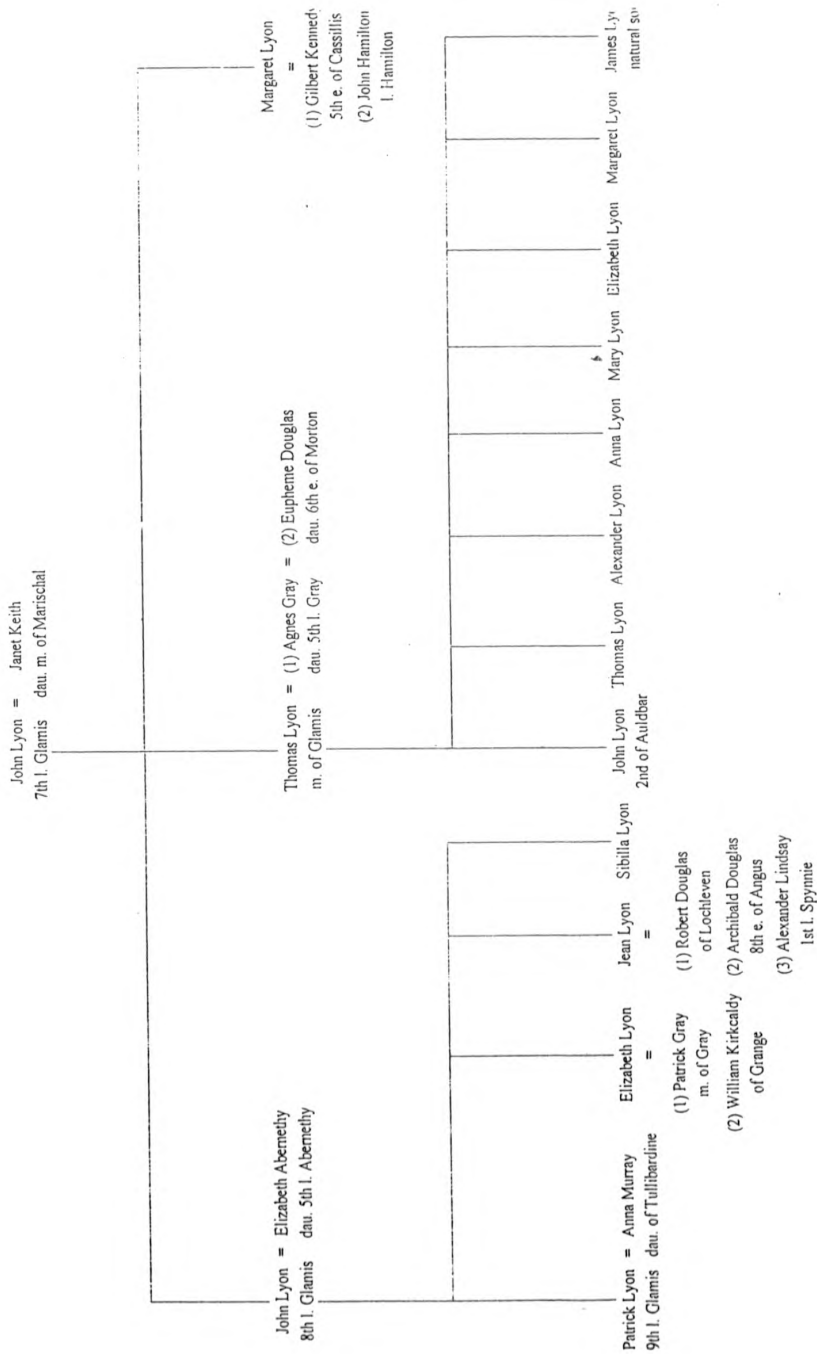 John Lyon = Janet Keith
7th l. Glamis dau. m. of Marischal
John Lyon = Elizabeth Abernethy
8th l. Glamis dau. 5th l. Abernethy
Thomas Lyon = (1) Agnes Gray = (2) Eupheme Douglas
m. of Glamis dau. 5th l. Gray dau. 6th e. of Morton
Margaret Lyon
=
(1) Gilbert Kennedy
5th e. of Cassillis
(2) John Hamilton
l. Hamilton
Patrick Lyon = Anna Murray
9th l. Glamis dau. of Tullibardine
Elizabeth Lyon
=
(1) Patrick Gray
m. of Gray
(2) William Kirkcaldy
of Grange
Jean Lyon
=
(1) Robert Douglas
of Lochleven
(2) Archibald Douglas
8th e. of Angus
(3) Alexander Lindsay
1st l. Spynnie
Sibilla Lyon
John Lyon
2nd of Auldbar
Thomas Lyon
Alexander Lyon
Anna Lyon
Mary Lyon
Elizabeth Lyon
Margaret Lyon
James Ly
natural so